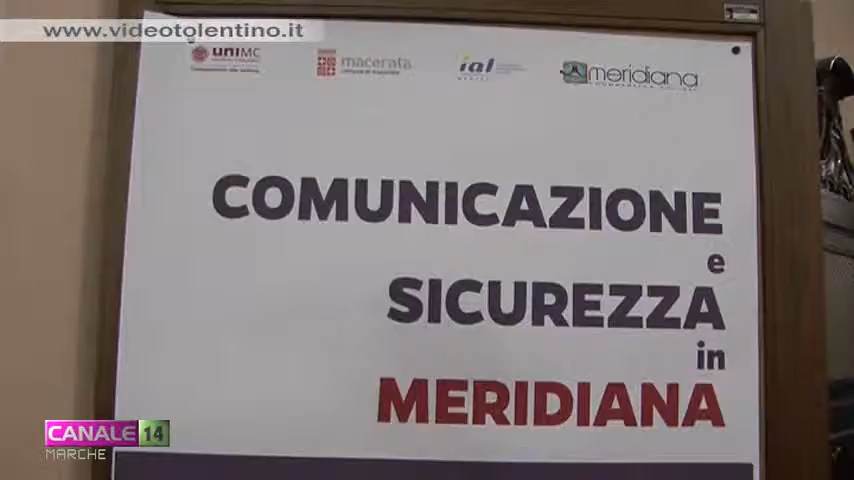 www.videotolentino.it
UNIMC
macerata
ial
meridiana
COMUNICAZIONE
e
SICUREZZA
in
MERIDIANA
CANALE 14
MARCHE